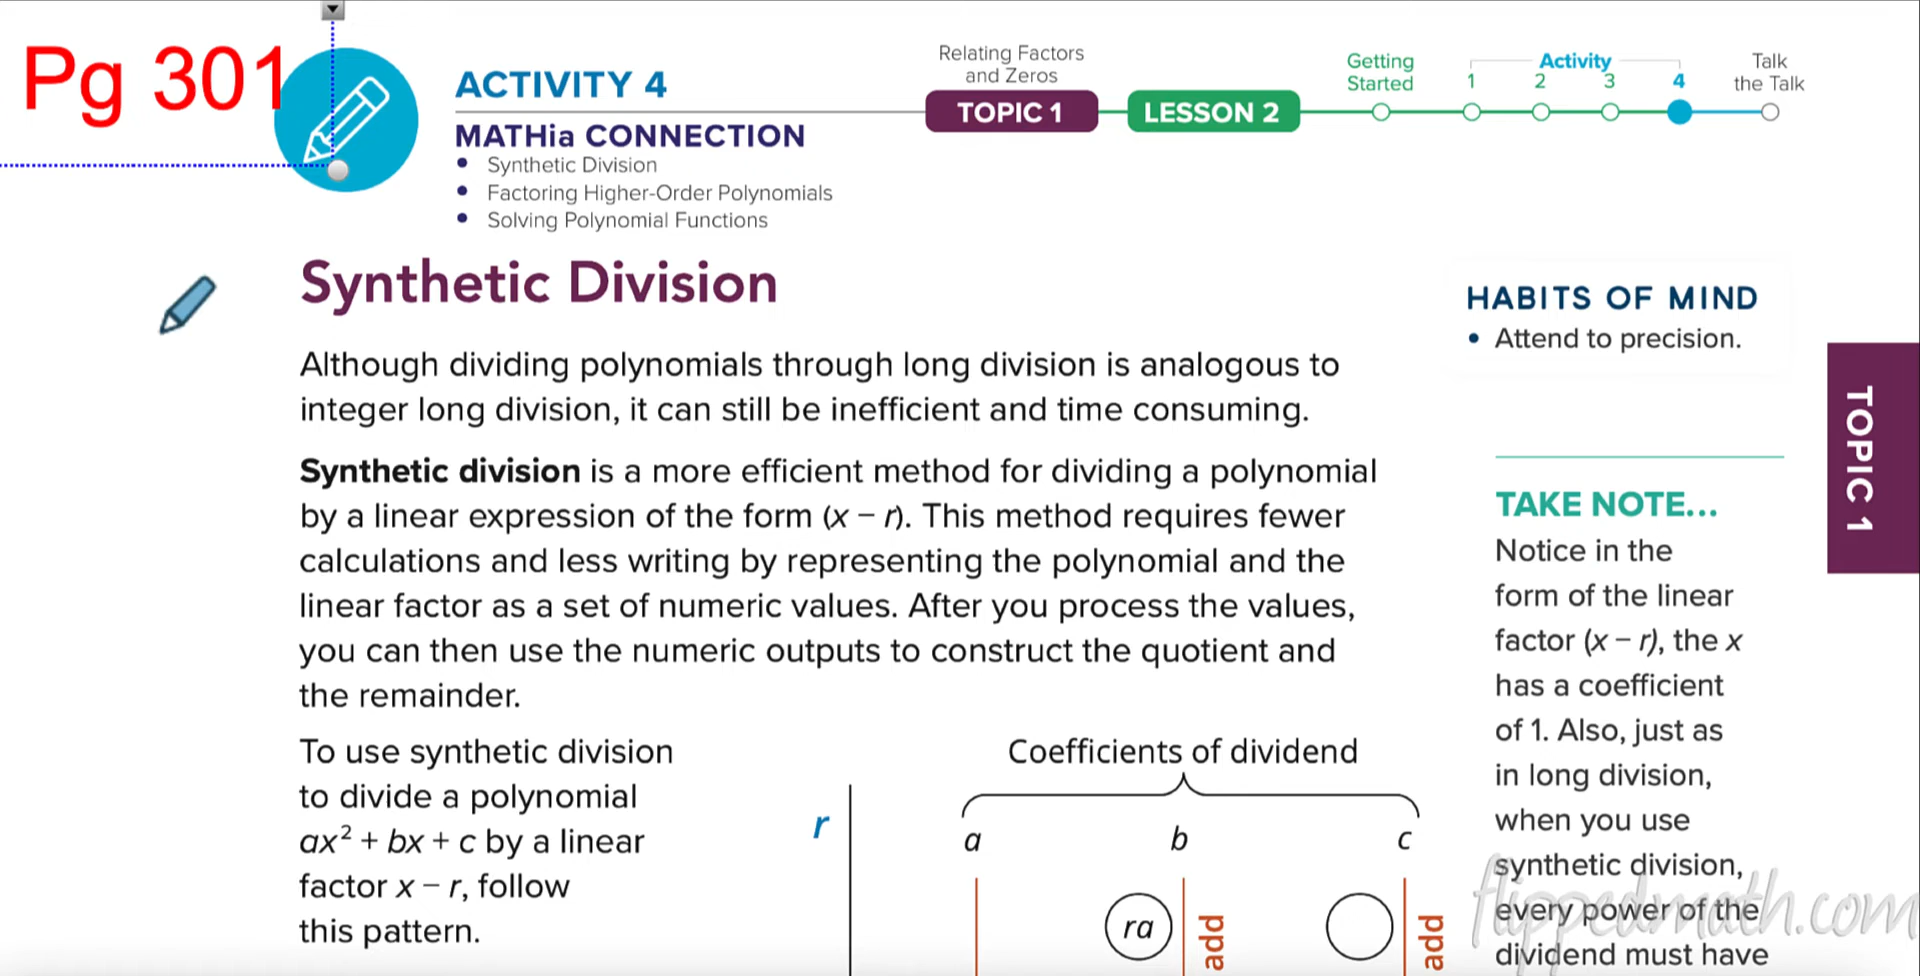 Pg 301
ACTIVITY 4
MATHia CONNECTION
• Synthetic Division
• Factoring Higher-Order Polynomials
• Solving Polynomial Functions
Relating Factors
and Zeros
TOPIC 1
LESSON 2
Getting
Started
Activity
1 2 3 4
Talk
the Talk
Synthetic Division
Although dividing polynomials through long division is analogous to
integer long division, it can still be inefficient and time consuming.
Synthetic division is a more efficient method for dividing a polynomial
by a linear expression of the form (x − r). This method requires fewer
calculations and less writing by representing the polynomial and the
linear factor as a set of numeric values. After you process the values,
you can then use the numeric outputs to construct the quotient and
the remainder.
To use synthetic division
to divide a polynomial
ax² + bx + c by a linear
factor x − r, follow
this pattern.
Coefficients of dividend
r a b c
ra add add
HABITS OF MIND
• Attend to precision.
TAKE NOTE...
Notice in the
form of the linear
factor (x − r), the x
has a coefficient
of 1. Also, just as
in long division,
when you use
synthetic division,
every power of the
dividend must have
TOPIC 1
flippedmath.com